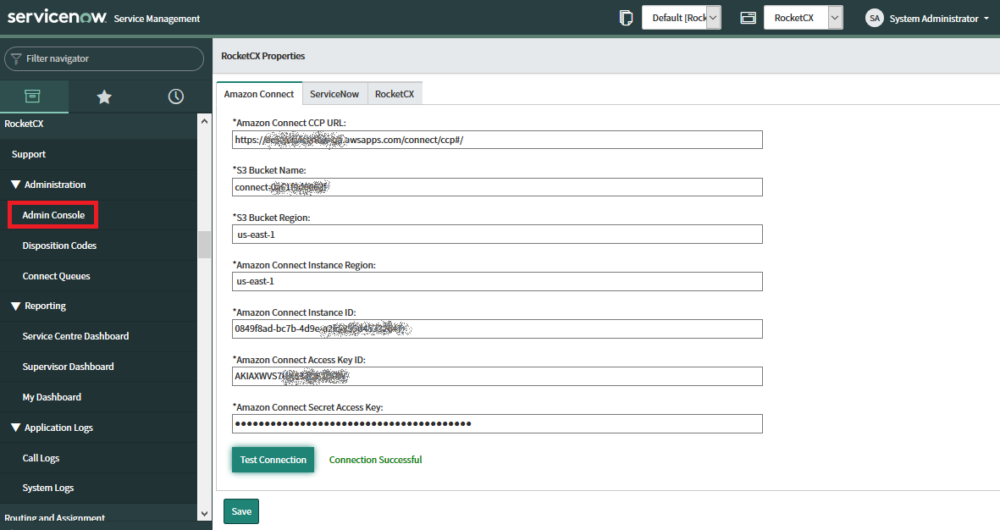 servicenow Service Management
Default [Rock
RocketCX
SA System Administrator
Filter navigator
RocketCX
Support
Administration
Admin Console
Disposition Codes
Connect Queues
Reporting
Service Centre Dashboard
Supervisor Dashboard
My Dashboard
Application Logs
Call Logs
System Logs
Routing and Assignment
RocketCX Properties
Amazon Connect ServiceNow RocketCX
*Amazon Connect CCP URL:
https:// .awsapps.com/connect/ccp#/
*S3 Bucket Name:
connect-
*S3 Bucket Region:
us-east-1
*Amazon Connect Instance Region:
us-east-1
*Amazon Connect Instance ID:
0849f8ad-bc7b-4d9e-
*Amazon Connect Access Key ID:
AKIAXWVS7
*Amazon Connect Secret Access Key:
Test Connection Connection Successful
Save